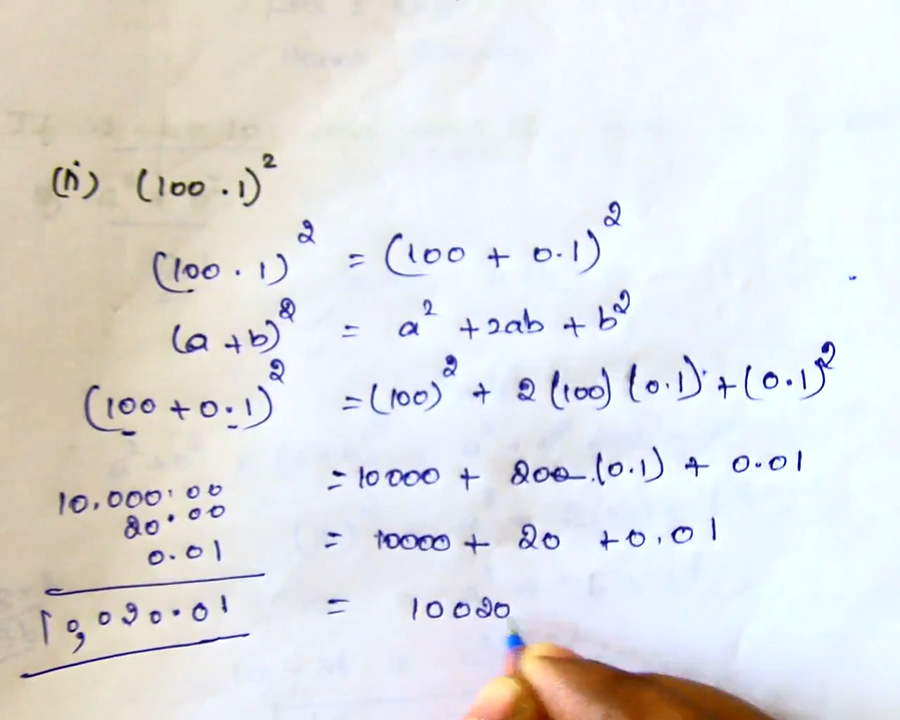 (ii) (100.1)²
(100.1)² = (100 + 0.1)²
(a + b)² = a² + 2ab + b²
(100 + 0.1)² = (100)² + 2 (100) (0.1) + (0.1)²
= 10000 + 200.(0.1) + 0.01
= 10000 + 20 + 0.01
= 10020
10,000.00
20.00
0.01
10,020.01